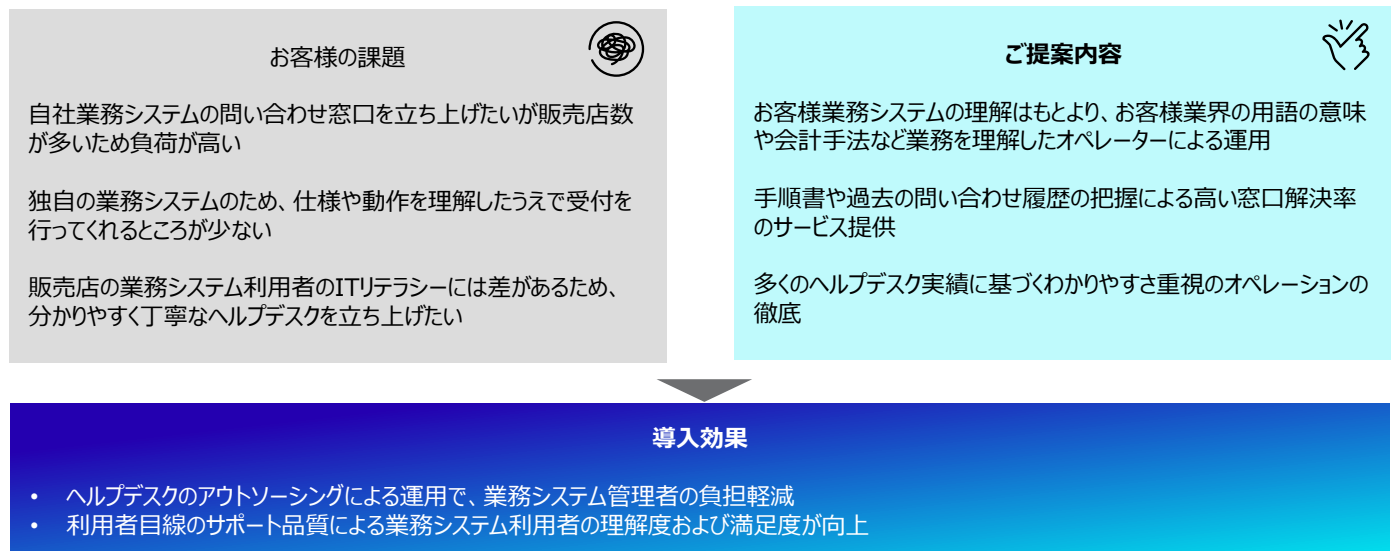 お客様の課題
自社業務システムの問い合わせ窓口を立ち上げたいが販売店数
が多いため負荷が高い
独自の業務システムのため、仕様や動作を理解したうえで受付を
行ってくれるところが少ない
販売店の業務システム利用者のITリテラシーには差があるため、
分かりやすく丁寧なヘルプデスクを立ち上げたい
ご提案内容
お客様業務システムの理解はもとより、お客様業界の用語の意味
や会計手法など業務を理解したオペレーターによる運用
手順書や過去の問い合わせ履歴の把握による高い窓口解決率
のサービス提供
多くのヘルプデスク実績に基づくわかりやすさ重視のオペレーションの
徹底
導入効果
• ヘルプデスクのアウトソーシングによる運用で、業務システム管理者の負担軽減
• 利用者目線のサポート品質による業務システム利用者の理解度および満足度が向上